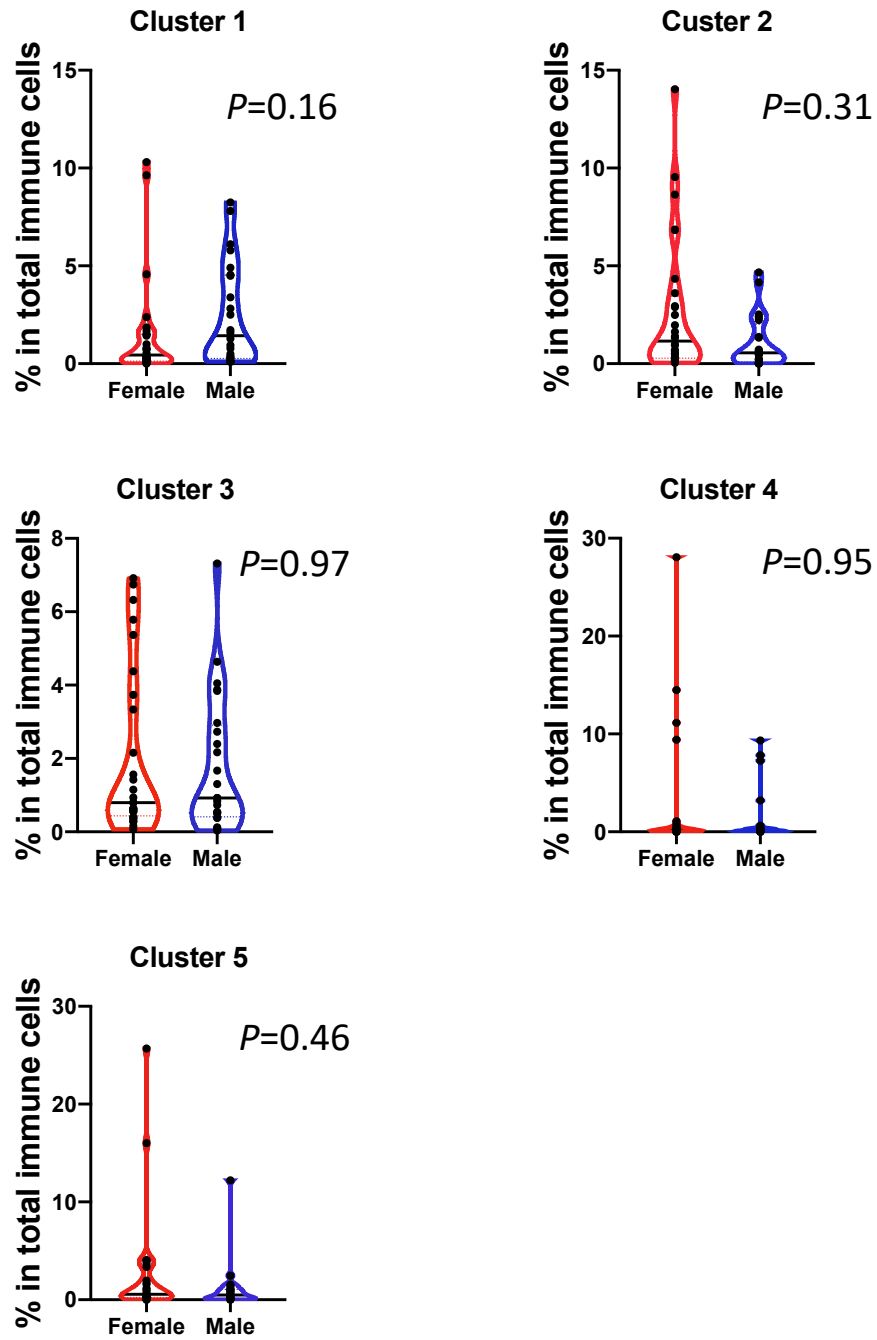 Cluster 1
% in total immune cells
15
10
5
0
P=0.16
Female Male
Custer 2
% in total immune cells
15
10
5
0
P=0.31
Female Male
Cluster 3
% in total immune cells
8
6
4
2
0
P=0.97
Female Male
Cluster 4
% in total immune cells
30
20
10
0
P=0.95
Female Male
Cluster 5
% in total immune cells
30
20
10
0
P=0.46
Female Male